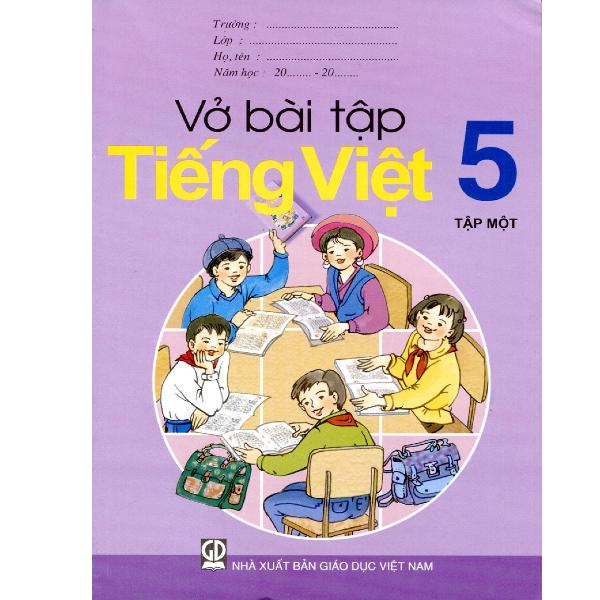 Trường : ........................................
Lớp : .............................................
Họ, tên : ........................................
Năm học : 20........ - 20........
Vở bài tập
Tiếng Việt 5
TẬP MỘT
GD
NHÀ XUẤT BẢN GIÁO DỤC VIỆT NAM